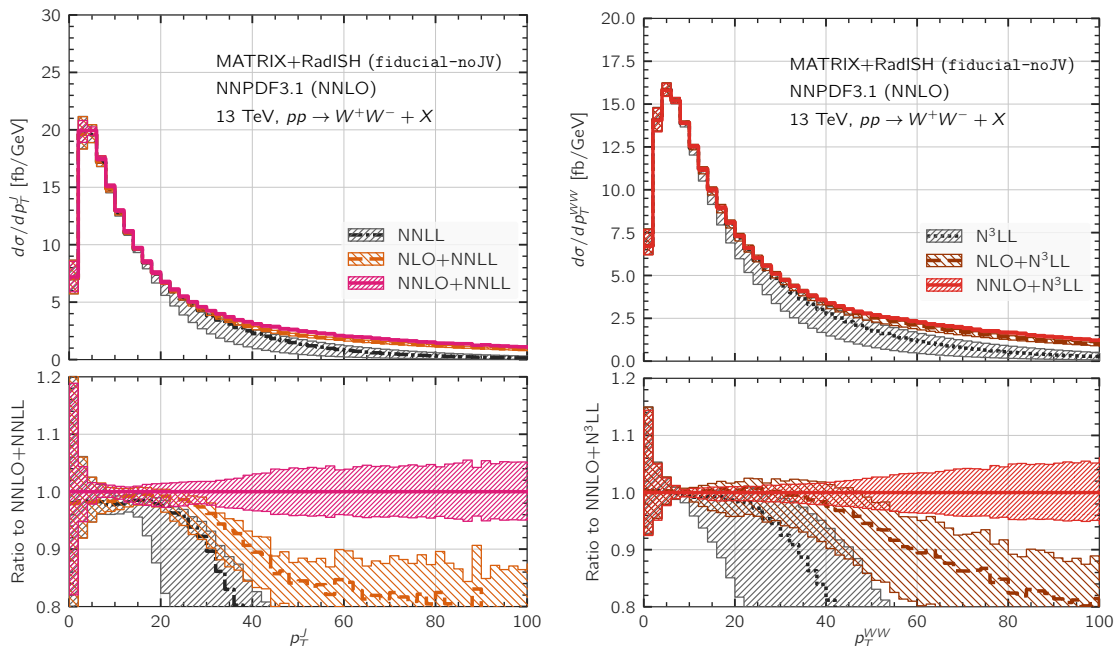 30
25
20
15
10
5
0
dσ/dp_T^J [fb/GeV]
MATRIX+RadISH (fiducial-noJV)
NNPDF3.1 (NNLO)
13 TeV, pp → W⁺W⁻ + X
NNLL
NLO+NNLL
NNLO+NNLL
1.2
1.1
1.0
0.9
0.8
Ratio to NNLO+NNLL
0 20 40 60 80 100
p_T^J
20.0
17.5
15.0
12.5
10.0
7.5
5.0
2.5
0.0
dσ/dp_T^{WW} [fb/GeV]
MATRIX+RadISH (fiducial-noJV)
NNPDF3.1 (NNLO)
13 TeV, pp → W⁺W⁻ + X
N³LL
NLO+N³LL
NNLO+N³LL
1.2
1.1
1.0
0.9
0.8
Ratio to NNLO+N³LL
0 20 40 60 80 100
p_T^{WW}